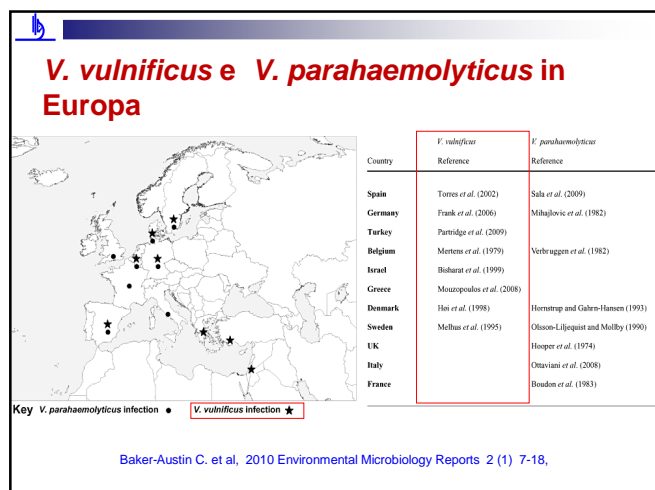 V. vulnificus e V. parahaemolyticus in
Europa
V. vulnificus V. parahaemolyticus
Country Reference Reference
Spain Torres et al. (2002) Sala et al. (2009)
Germany Frank et al. (2006) Mihajlovic et al. (1982)
Turkey Partridge et al. (2009)
Belgium Mertens et al. (1979) Verbruggen et al. (1982)
Israel Bisharat et al. (1999)
Greece Mouzopoulos et al. (2008)
Denmark Høi et al. (1998) Hornstrup and Gahrn-Hansen (1993)
Sweden Melhus et al. (1995) Olsson-Liljequist and Mollby (1990)
UK Hooper et al. (1974)
Italy Ottaviani et al. (2008)
France Boudon et al. (1983)
Key V. parahaemolyticus infection ● V. vulnificus infection ★
Baker-Austin C. et al, 2010 Environmental Microbiology Reports 2 (1) 7-18,